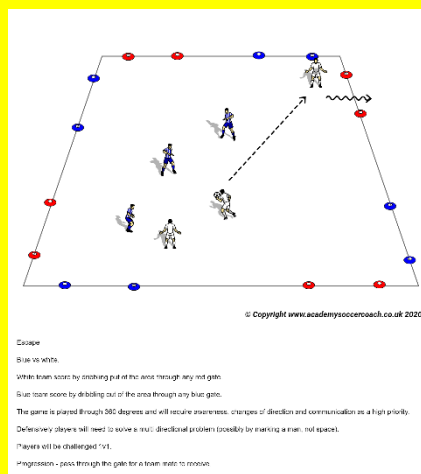 © Copyright www.academysoccercoach.co.uk 2020
Escape
Blue vs white.
White team score by dribbling out of the area through any red gate.
Blue team score by dribbling out of the area through any blue gate.
The game is played through 360 degrees and will require awareness, changes of direction and communication as a high priority.
Defensively players will need to solve a multi directional problem (possibly by marking a man, not space).
Players will be challenged 1v1.
Progression - pass through the gate for a team mate to receive